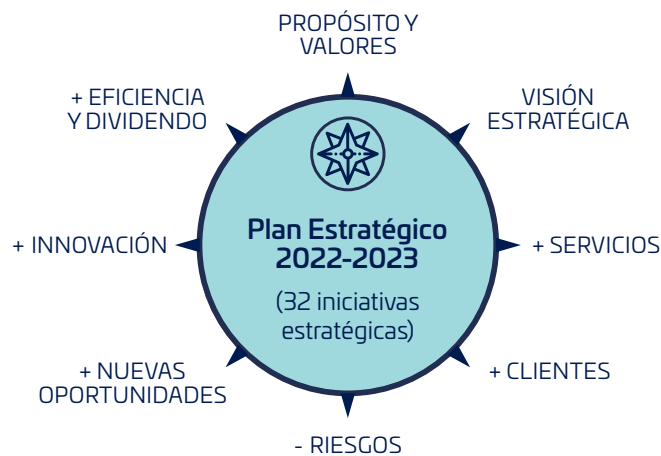 PROPÓSITO Y
VALORES
+ EFICIENCIA
Y DIVIDENDO
VISIÓN
ESTRATÉGICA
+ INNOVACIÓN
Plan Estratégico
2022-2023
(32 iniciativas
estratégicas)
+ SERVICIOS
+ NUEVAS
OPORTUNIDADES
+ CLIENTES
- RIESGOS